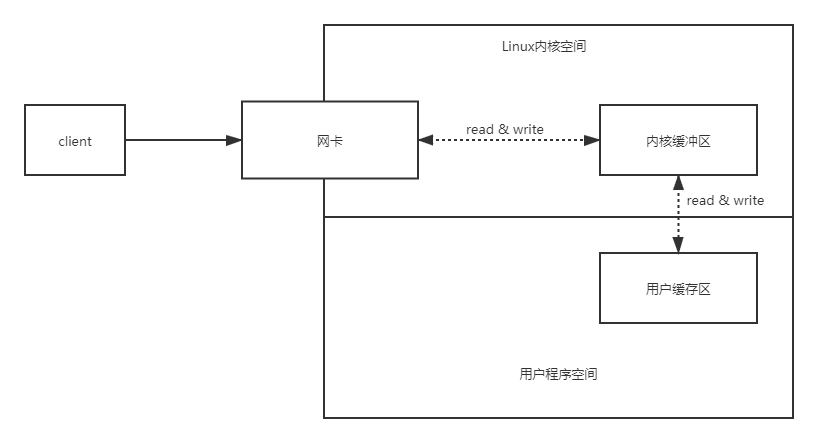 Linux内核空间
client
网卡
read & write
内核缓冲区
read & write
用户缓存区
用户程序空间